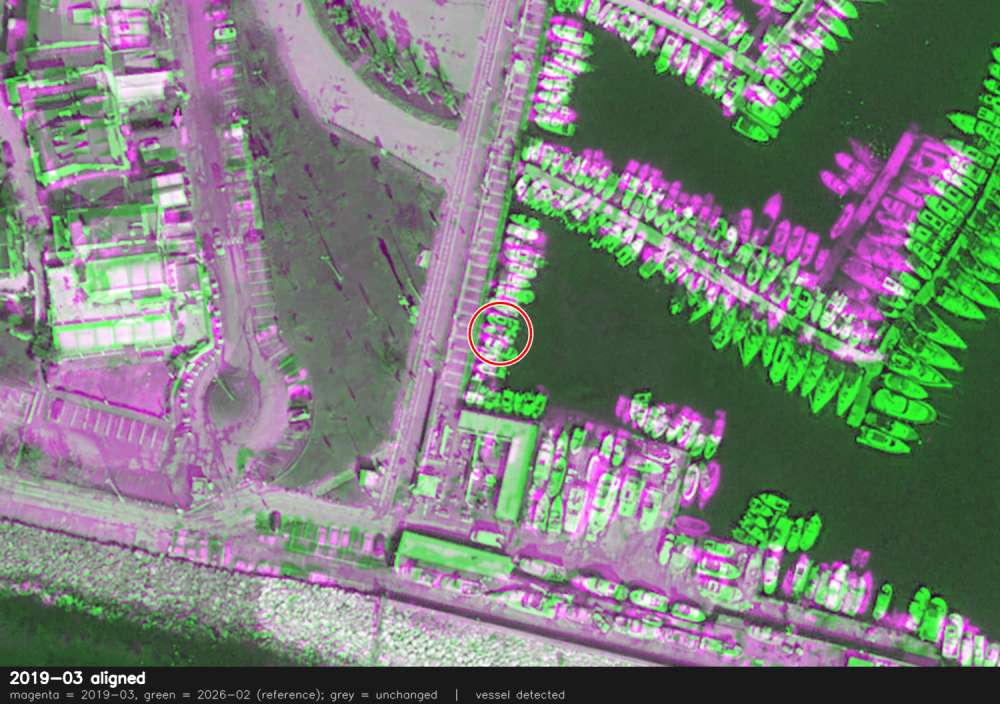 2019-03 aligned
magenta = 2019-03, green = 2026-02 (reference); grey = unchanged | vessel detected